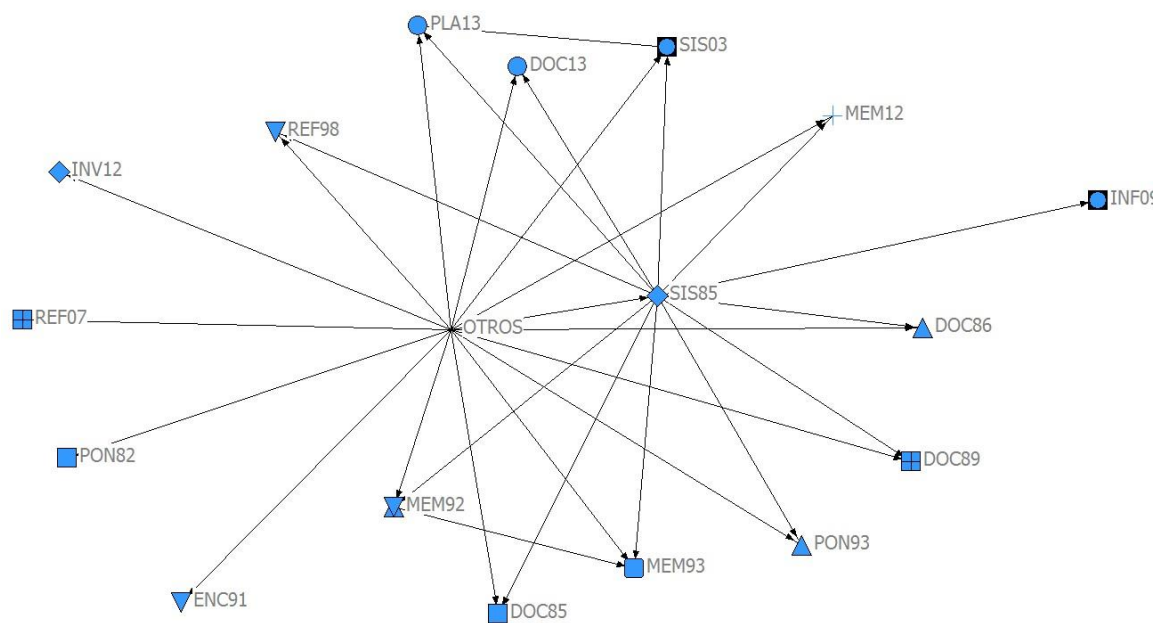 PLA13
SIS03
DOC13
MEM12
REF98
INV12
INF09
SIS85
REF07
OTROS
DOC86
PON82
DOC89
MEM92
PON93
MEM93
ENC91
DOC85